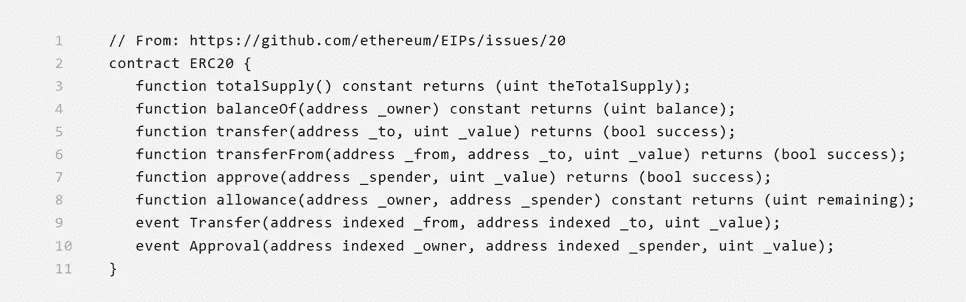 1 // From: https://github.com/ethereum/EIPs/issues/20
2 contract ERC20 {
3 function totalSupply() constant returns (uint theTotalSupply);
4 function balanceOf(address _owner) constant returns (uint balance);
5 function transfer(address _to, uint _value) returns (bool success);
6 function transferFrom(address _from, address _to, uint _value) returns (bool success);
7 function approve(address _spender, uint _value) returns (bool success);
8 function allowance(address _owner, address _spender) constant returns (uint remaining);
9 event Transfer(address indexed _from, address indexed _to, uint _value);
10 event Approval(address indexed _owner, address indexed _spender, uint _value);
11 }